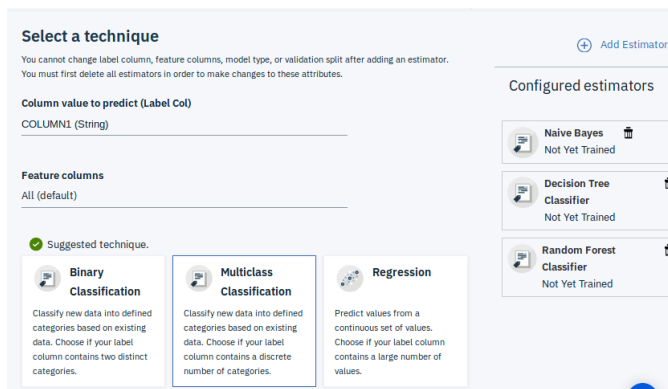 Select a technique
You cannot change label column, feature columns, model type, or validation split after adding an estimator.
You must first delete all estimators in order to make changes to these attributes.
Column value to predict (Label Col)
COLUMN1 (String)
Feature columns
All (default)
Suggested technique.
Binary
Classification
Classify new data into defined
categories based on existing
data. Choose if your label
column contains two distinct
categories.
Multiclass
Classification
Classify new data into defined
categories based on existing
data. Choose if your label
column contains a discrete
number of categories.
Regression
Predict values from a
continuous set of values.
Choose if your label column
contains a large number of
values.
Add Estimator
Configured estimators
Naive Bayes
Not Yet Trained
Decision Tree
Classifier
Not Yet Trained
Random Forest
Classifier
Not Yet Trained